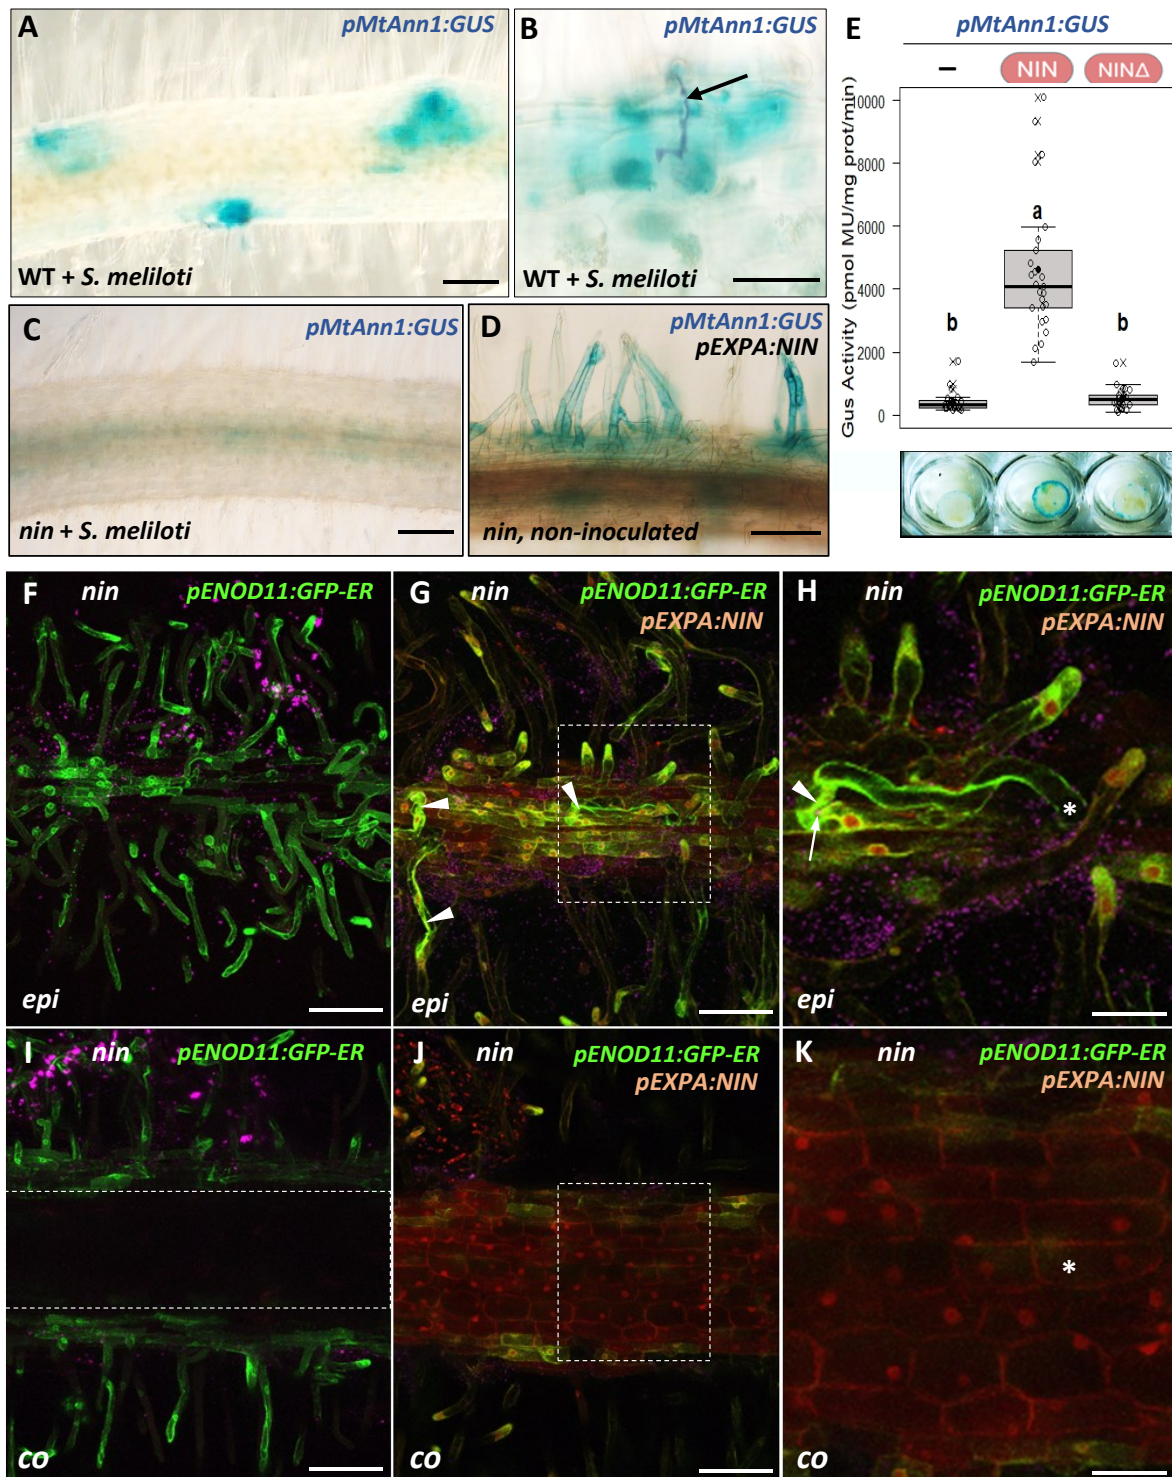 A
pMtAnn1:GUS
WT + S. meliloti
B
pMtAnn1:GUS
WT + S. meliloti
C
pMtAnn1:GUS
nin + S. meliloti
D
pMtAnn1:GUS
pEXPA:NIN
nin, non-inoculated
E
pMtAnn1:GUS
– NIN NINΔ
Gus Activity (pmol MU/mg prot/min)
10000
8000
6000
4000
2000
0
b
a
b
F
nin
pENOD11:GFP-ER
epi
G
nin
pENOD11:GFP-ER
pEXPA:NIN
epi
H
nin
pENOD11:GFP-ER
pEXPA:NIN
*
epi
I
nin
pENOD11:GFP-ER
co
J
nin
pENOD11:GFP-ER
pEXPA:NIN
co
K
nin
pENOD11:GFP-ER
pEXPA:NIN
*
co